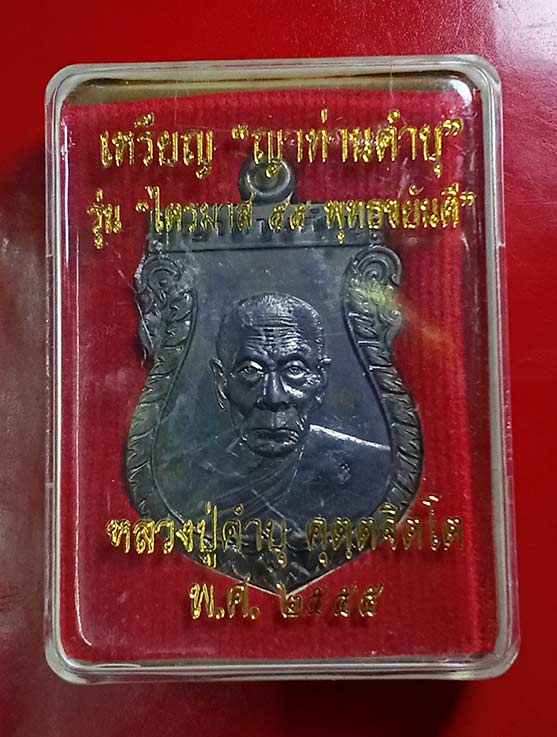 เหรียญ "ญาท่านคำบุ"
รุ่น "ไตรมาส ๕๕ พุทธชยันตี"
หลวงปู่คำบุ คุตฺตจิตฺโต
พ.ศ. ๒๕๕๕